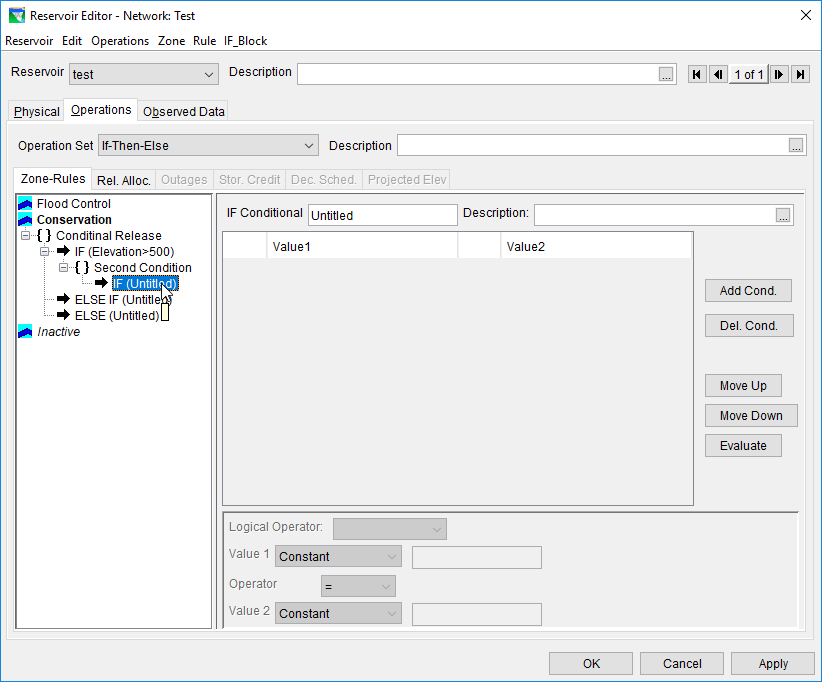 Reservoir Editor - Network: Test
Reservoir Edit Operations Zone Rule IF_Block
Reservoir test Description ... 1 of 1
Physical Operations Observed Data
Operation Set If-Then-Else Description ...
Zone-Rules Rel. Alloc. Outages Stor. Credit Dec. Sched. Projected Elev
Flood Control
Conservation
{ } Conditinal Release
IF (Elevation>500)
{ } Second Condition
IF (Untitled)
ELSE IF (Untitled)
ELSE (Untitled)
Inactive
IF Conditional Untitled Description: ...
Value1 Value2
Add Cond.
Del. Cond.
Move Up
Move Down
Evaluate
Logical Operator:
Value 1 Constant
Operator =
Value 2 Constant
OK Cancel Apply